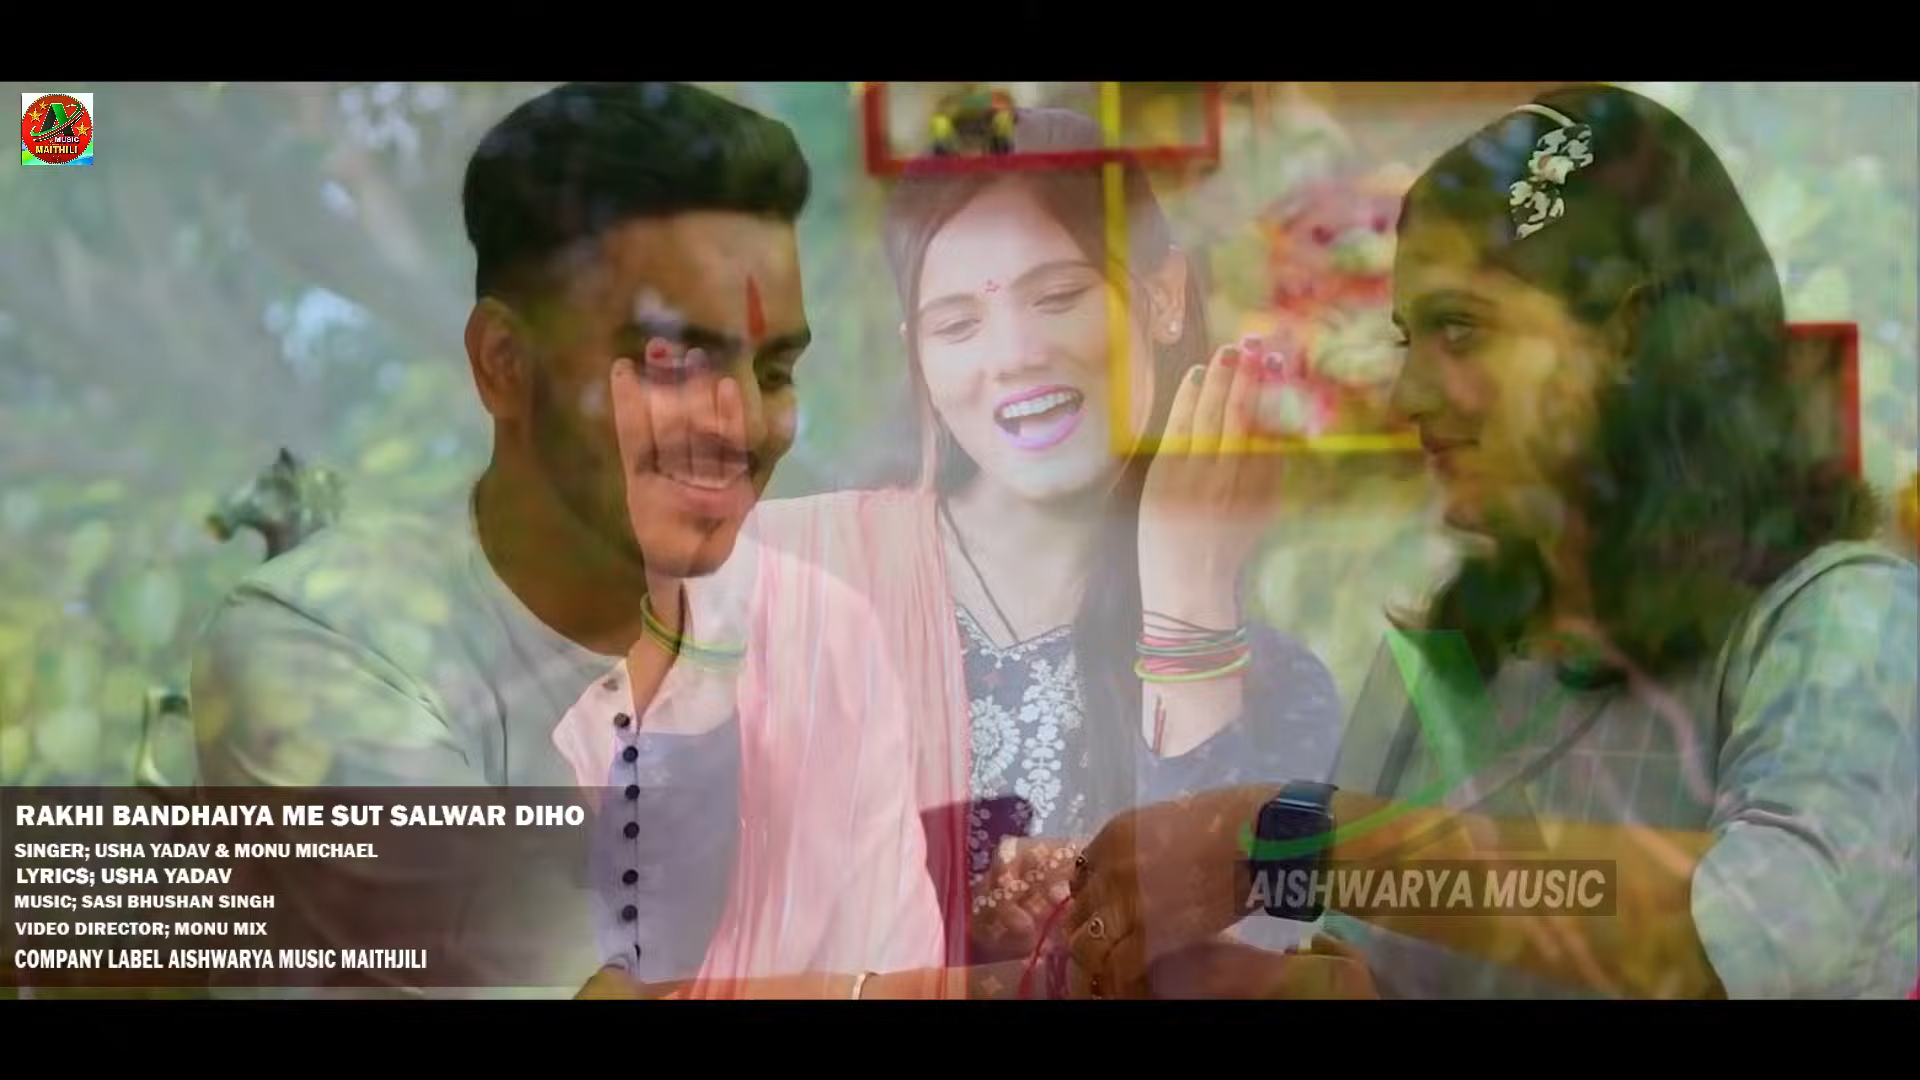 MUSIC
MAITHILI
RAKHI BANDHAIYA ME SUT SALWAR DIHO
SINGER; USHA YADAV & MONU MICHAEL
LYRICS; USHA YADAV
MUSIC; SASI BHUSHAN SINGH
VIDEO DIRECTOR; MONU MIX
COMPANY LABEL AISHWARYA MUSIC MAITHJILI
AISHWARYA MUSIC